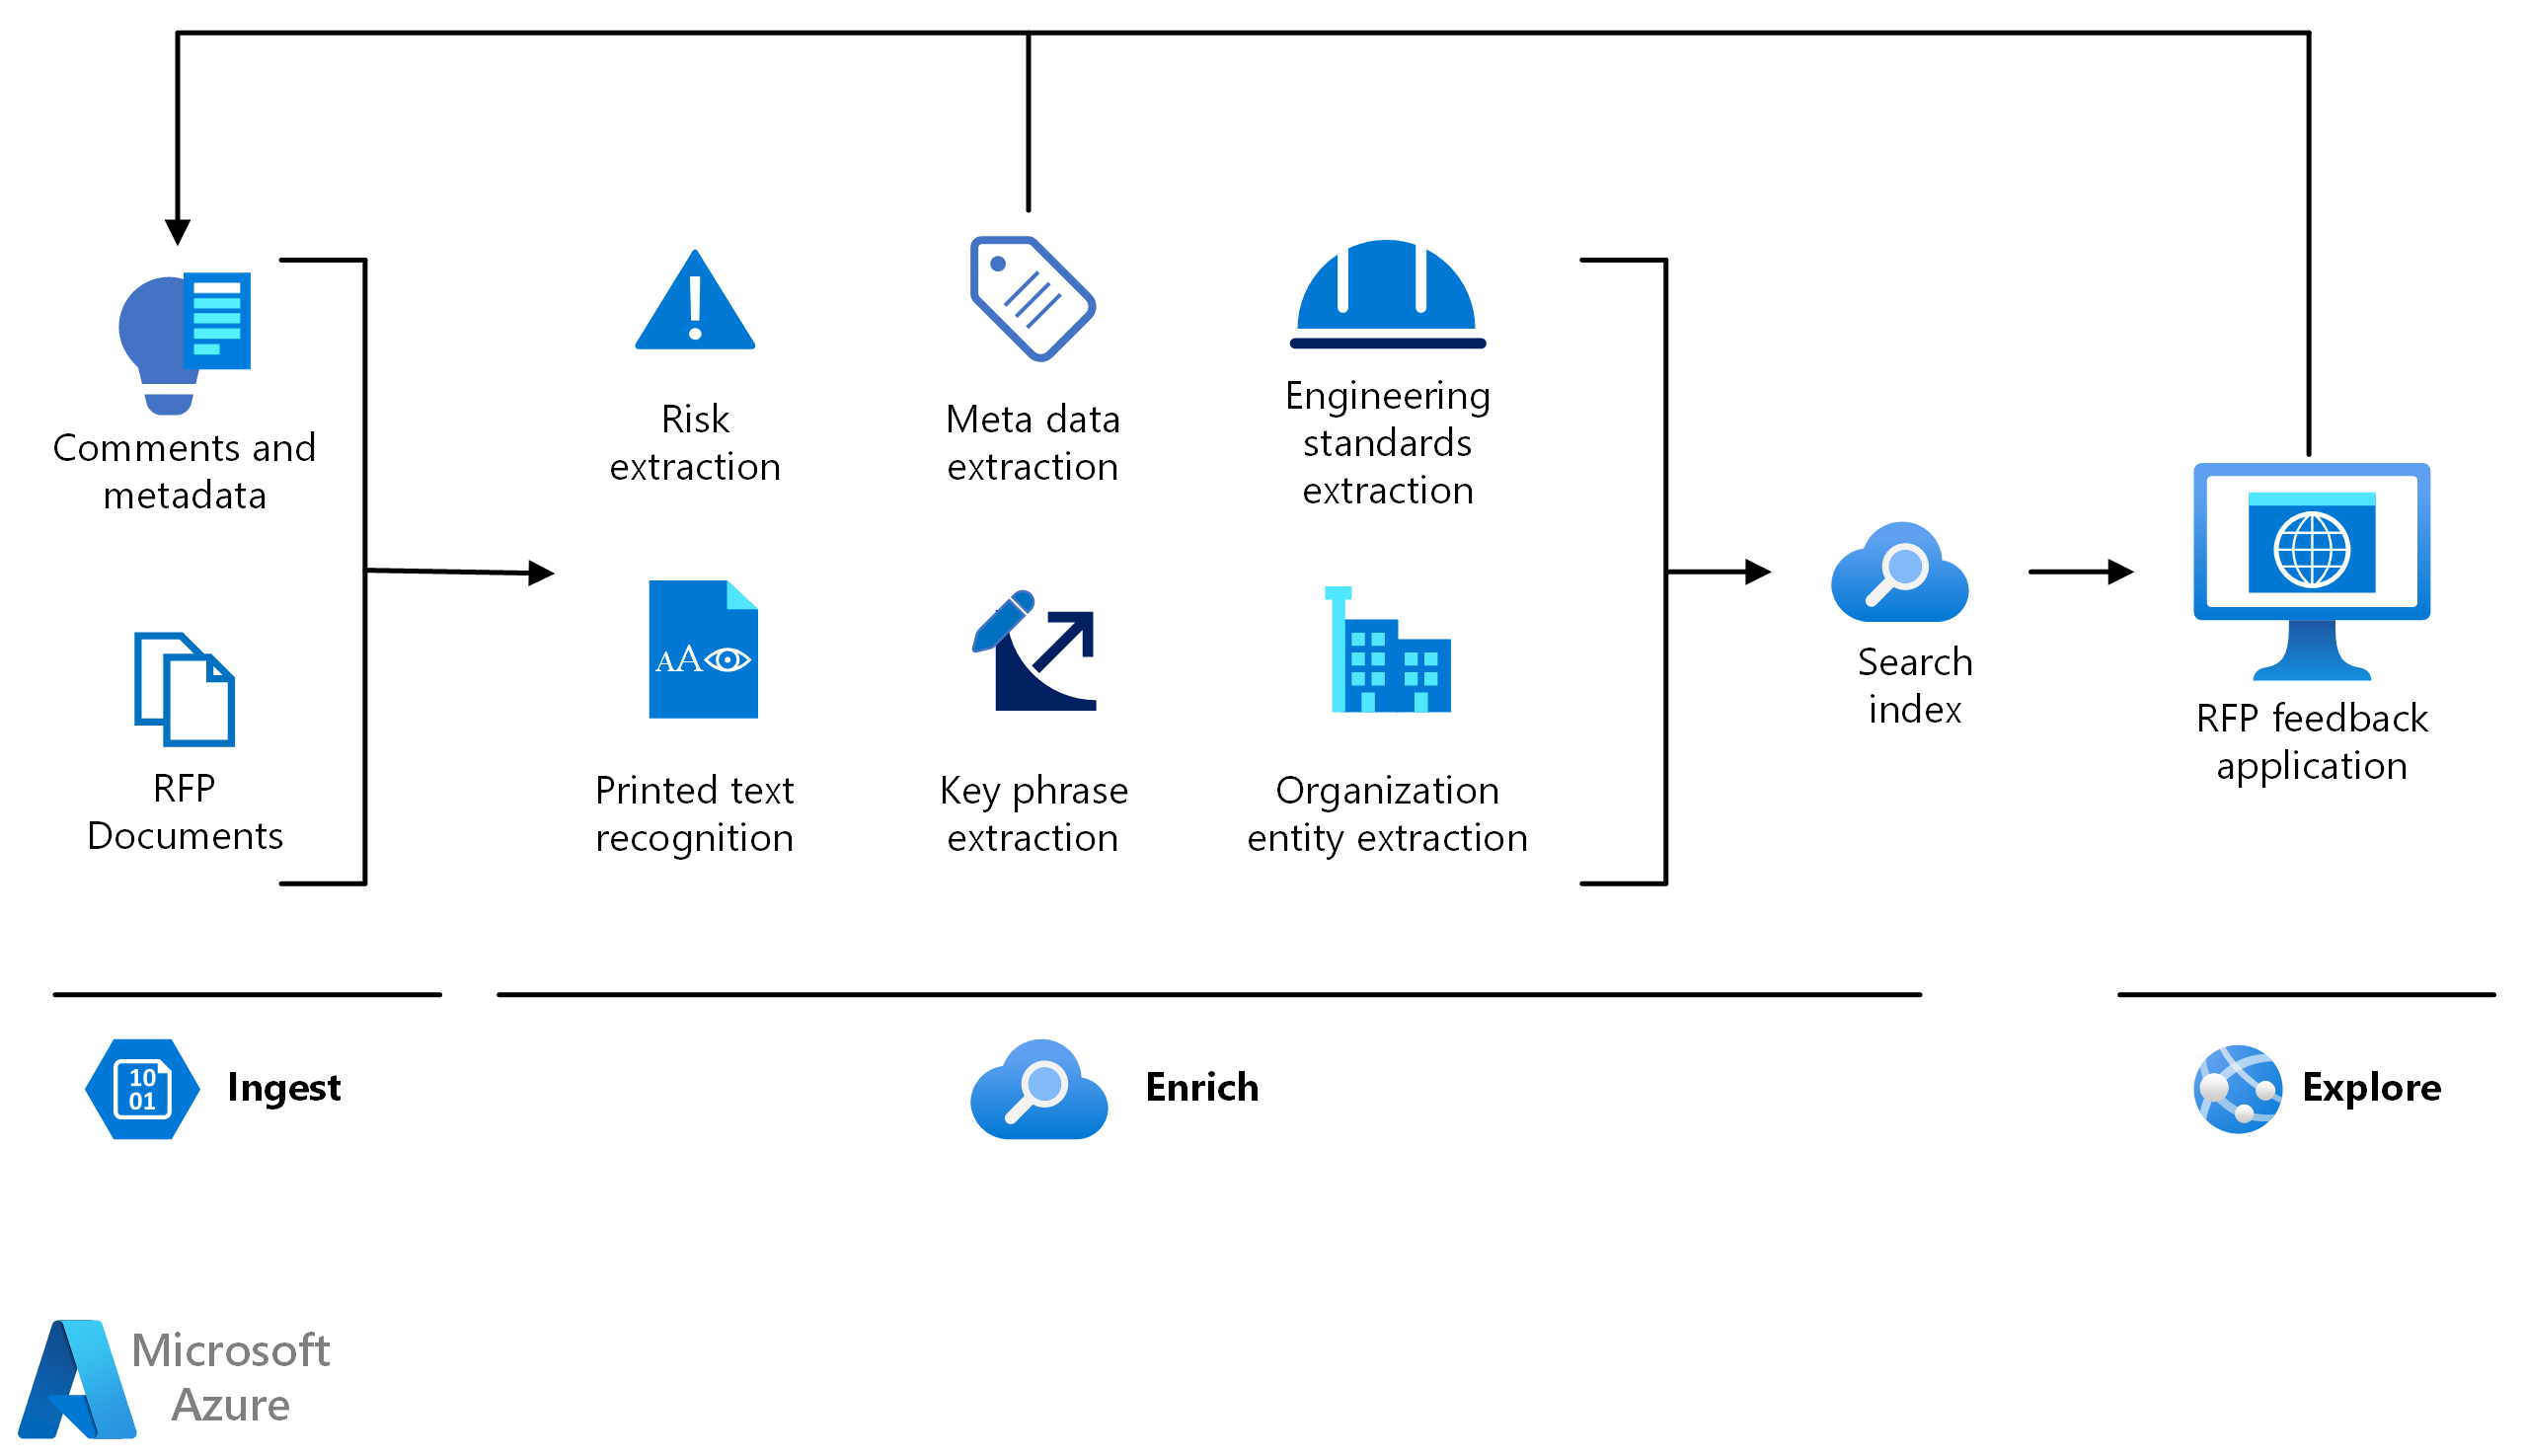 Comments and
metadata
RFP
Documents
Risk
extraction
Meta data
extraction
Engineering
standards
extraction
AA
Printed text
recognition
Key phrase
extraction
Organization
entity extraction
Search
index
RFP feedback
application
10
01
Ingest
Enrich
Explore
Microsoft
Azure